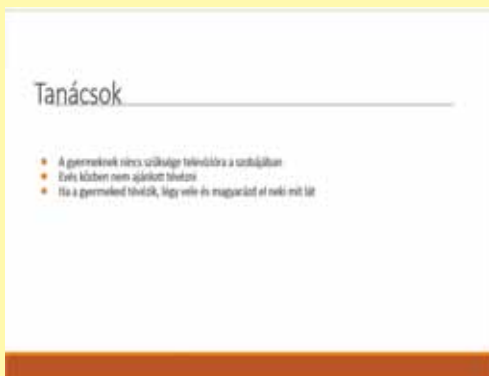 Tanácsok
A gyermeknek nincs szüksége televízióra a szobájában
Evés közben nem ajánlott tévézni
Ha a gyermeked tévézik, légy vele és magyarázd el neki mit lát